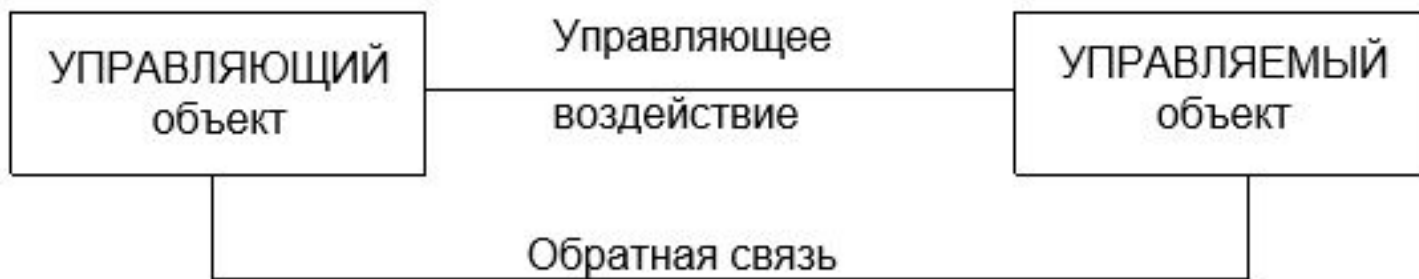 УПРАВЛЯЮЩИЙ
объект
Управляющее
воздействие
УПРАВЛЯЕМЫЙ
объект
Обратная связь